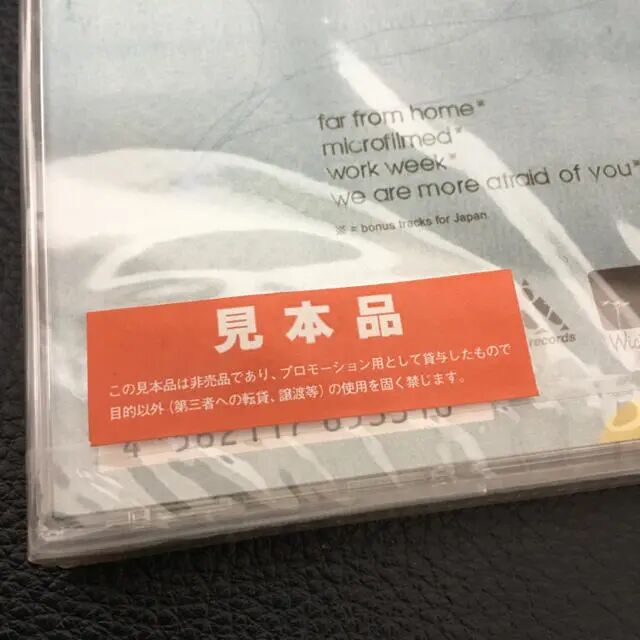 far from home*
microfilmed*
work week*
we are more afraid of you*
※ = bonus tracks for Japan
見本品
この見本品は非売品であり、プロモーション用として貸与したもので
目的以外（第三者への転貸、譲渡等）の使用を固く禁じます。
records